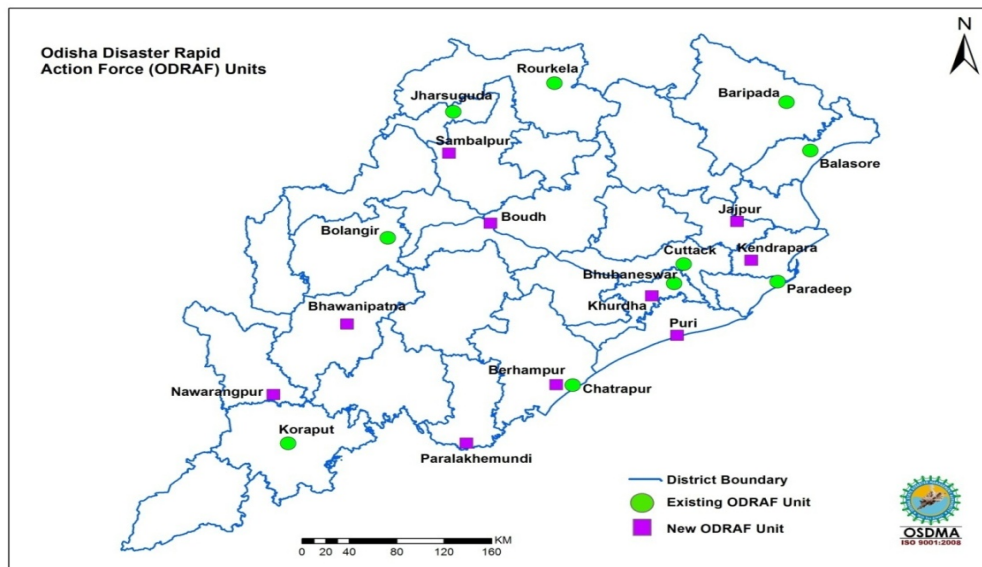 Odisha Disaster Rapid
Action Force (ODRAF) Units
N
Rourkela
Jharsuguda
Baripada
Sambalpur
Balasore
Boudh
Jajpur
Bolangir
Cuttack
Kendrapara
Bhubaneswar
Paradeep
Khurdha
Bhawanipatna
Puri
Berhampur
Nawarangpur
Chatrapur
Koraput
Paralakhemundi
District Boundary
Existing ODRAF Unit
New ODRAF Unit
KM
0 20 40 80 120 160
OSDMA
ISO 9001:2008